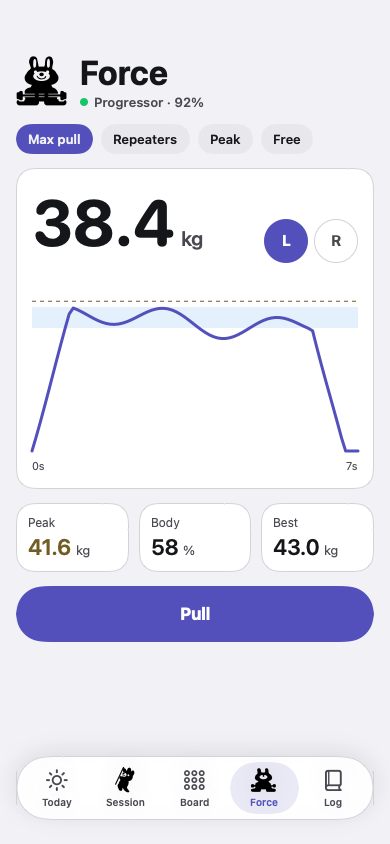 Force
Progressor · 92%
Max pull Repeaters Peak Free
38.4 kg
L R
0s 7s
Peak Body Best
41.6 kg 58 % 43.0 kg
Pull
Today Session Board Force Log